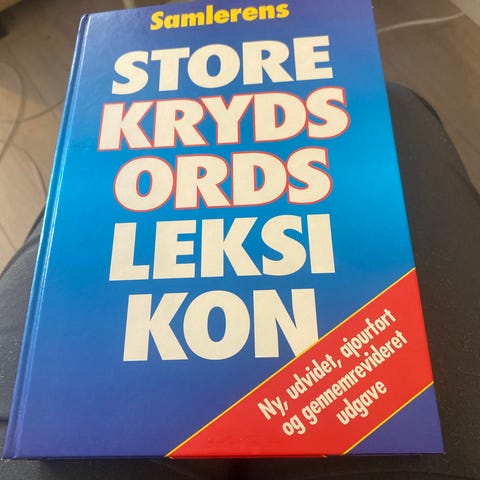 Samlerens
STORE
KRYDS
ORDS
LEKSI
KON
Ny, udvidet, ajourført
og gennemrevideret
udgave